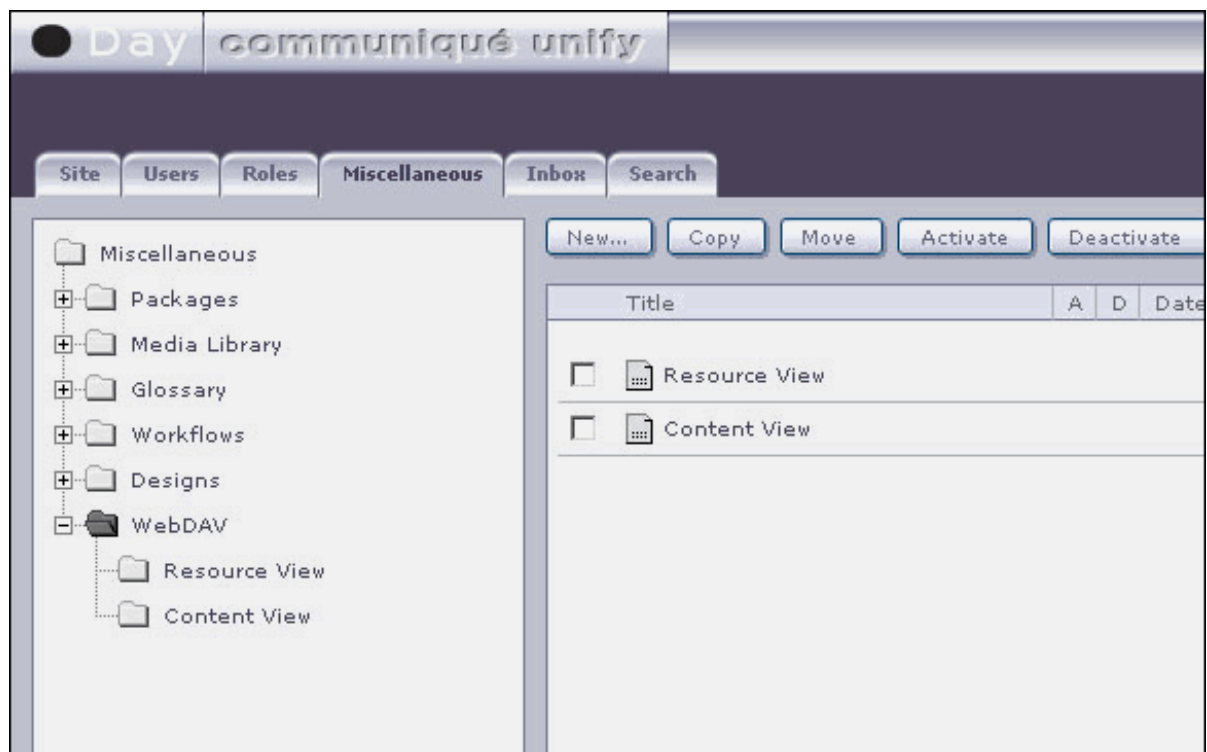 Day communiqué unify
Site Users Roles Miscellaneous Inbox Search
New... Copy Move Activate Deactivate
Miscellaneous
Packages
Media Library
Glossary
Workflows
Designs
WebDAV
Resource View
Content View
Title A D Date
Resource View
Content View